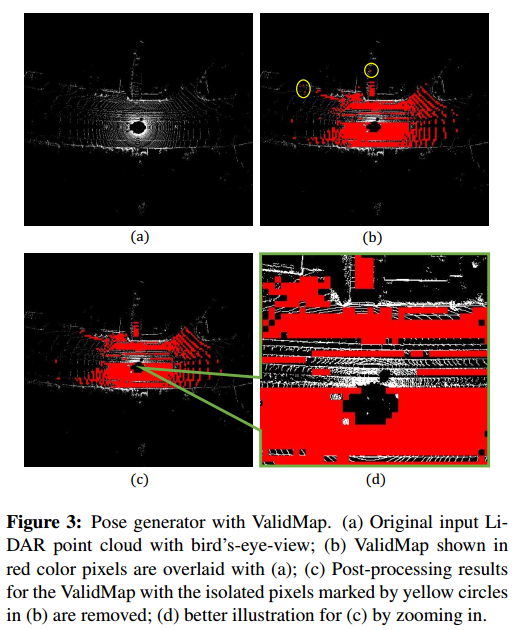 (a)
(b)
(c)
(d)
Figure 3: Pose generator with ValidMap. (a) Original input Li-
DAR point cloud with bird's-eye-view; (b) ValidMap shown in
red color pixels are overlaid with (a); (c) Post-processing results
for the ValidMap with the isolated pixels marked by yellow circles
in (b) are removed; (d) better illustration for (c) by zooming in.